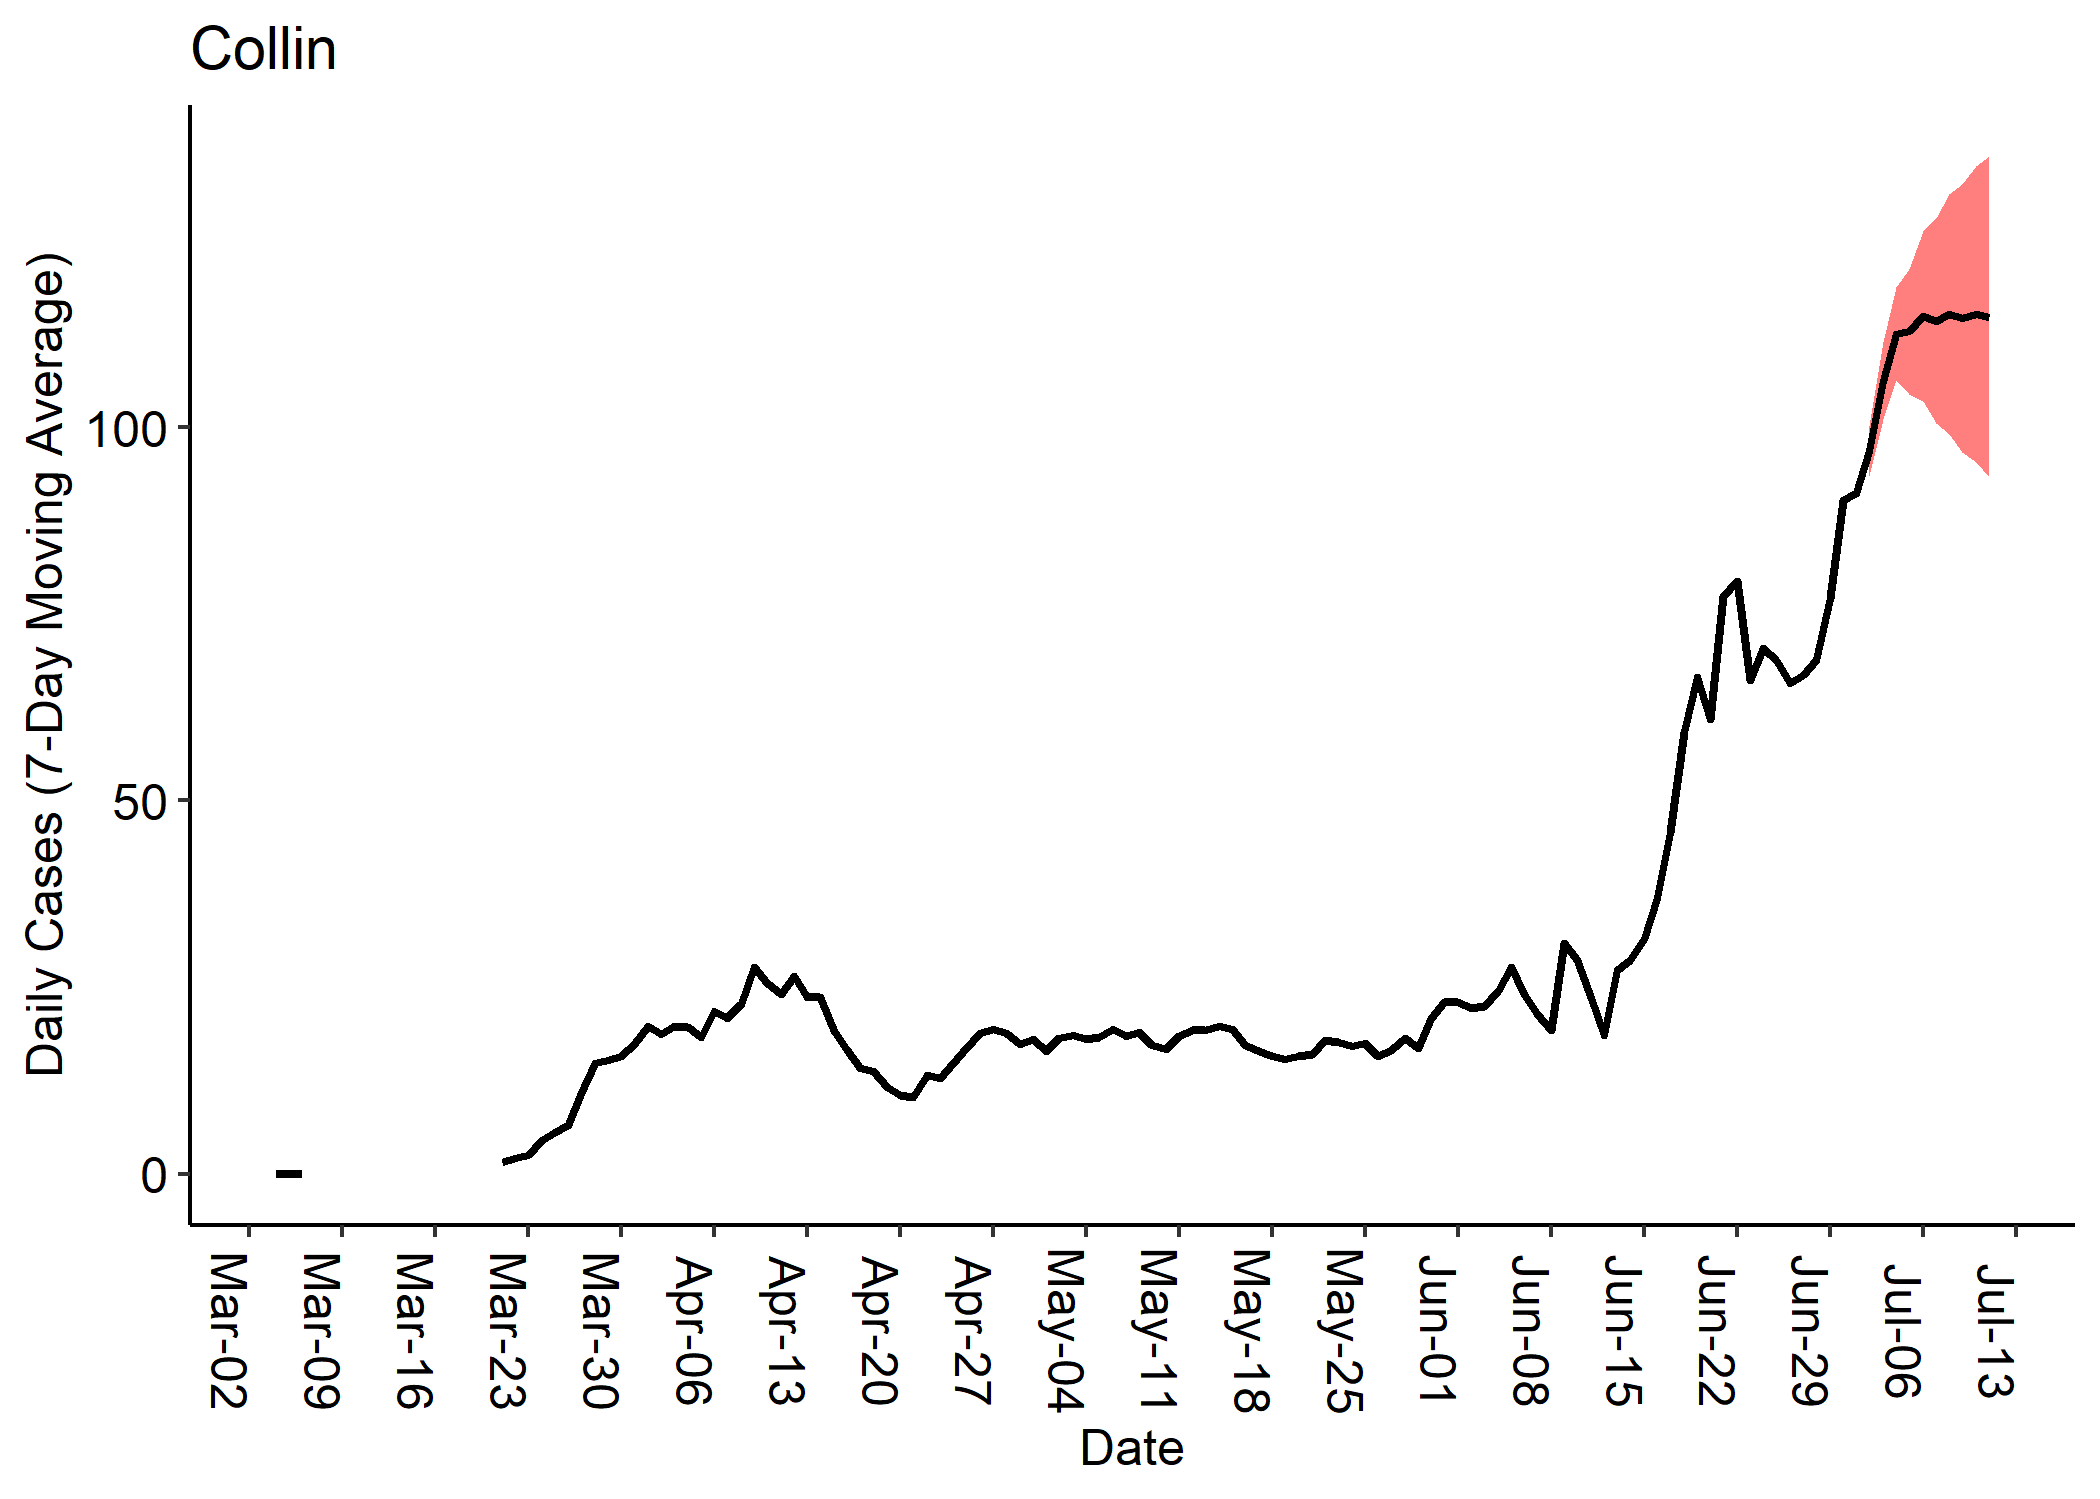 Collin
Daily Cases (7-Day Moving Average)
100
50
0
Mar-02
Mar-09
Mar-16
Mar-23
Mar-30
Apr-06
Apr-13
Apr-20
Apr-27
May-04
May-11
May-18
May-25
Jun-01
Jun-08
Jun-15
Jun-22
Jun-29
Jul-06
Jul-13
Date